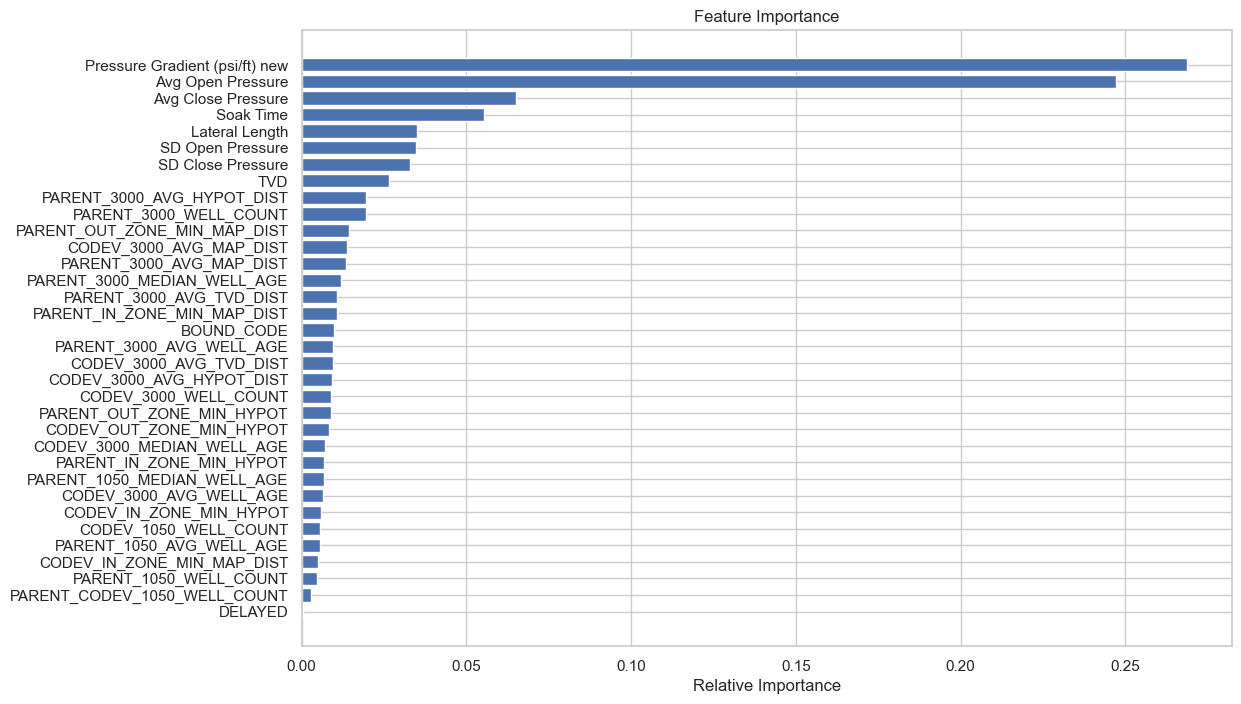 Feature Importance
Pressure Gradient (psi/ft) new
Avg Open Pressure
Avg Close Pressure
Soak Time
Lateral Length
SD Open Pressure
SD Close Pressure
TVD
PARENT_3000_AVG_HYPOT_DIST
PARENT_3000_WELL_COUNT
PARENT_OUT_ZONE_MIN_MAP_DIST
CODEV_3000_AVG_MAP_DIST
PARENT_3000_AVG_MAP_DIST
PARENT_3000_MEDIAN_WELL_AGE
PARENT_3000_AVG_TVD_DIST
PARENT_IN_ZONE_MIN_MAP_DIST
BOUND_CODE
PARENT_3000_AVG_WELL_AGE
CODEV_3000_AVG_TVD_DIST
CODEV_3000_AVG_HYPOT_DIST
CODEV_3000_WELL_COUNT
PARENT_OUT_ZONE_MIN_HYPOT
CODEV_OUT_ZONE_MIN_HYPOT
CODEV_3000_MEDIAN_WELL_AGE
PARENT_IN_ZONE_MIN_HYPOT
PARENT_1050_MEDIAN_WELL_AGE
CODEV_3000_AVG_WELL_AGE
CODEV_IN_ZONE_MIN_HYPOT
CODEV_1050_WELL_COUNT
PARENT_1050_AVG_WELL_AGE
CODEV_IN_ZONE_MIN_MAP_DIST
PARENT_1050_WELL_COUNT
PARENT_CODEV_1050_WELL_COUNT
DELAYED
0.00 0.05 0.10 0.15 0.20 0.25
Relative Importance